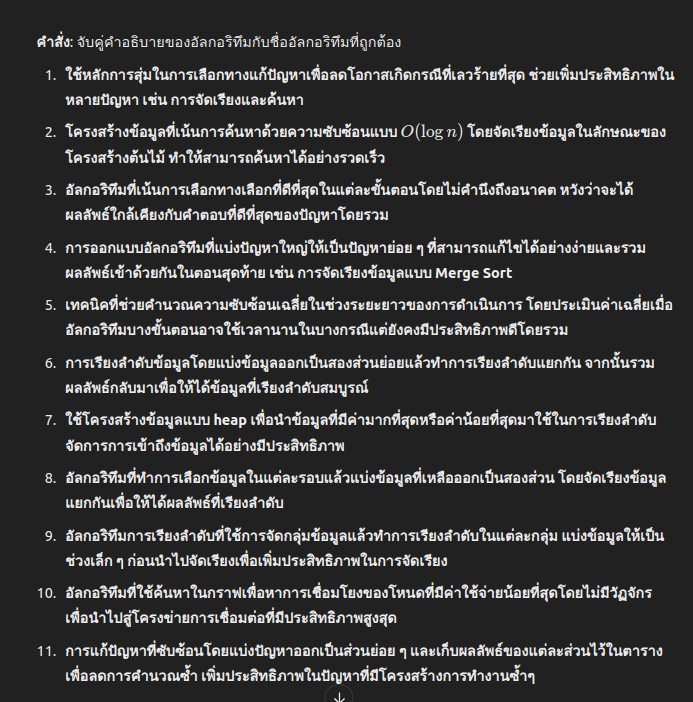 คำสั่ง: จับคู่คำอธิบายของอัลกอริทึมกับชื่ออัลกอริทึมที่ถูกต้อง
1. ใช้หลักการสุ่มในการเลือกทางแก้ปัญหาเพื่อลดโอกาสเกิดกรณีที่เลวร้ายที่สุด ช่วยเพิ่มประสิทธิภาพใน
หลายปัญหา เช่น การจัดเรียงและค้นหา
2. โครงสร้างข้อมูลที่เน้นการค้นหาด้วยความซับซ้อนแบบ O(log n) โดยจัดเรียงข้อมูลในลักษณะของ
โครงสร้างต้นไม้ ทำให้สามารถค้นหาได้อย่างรวดเร็ว
3. อัลกอริทึมที่เน้นการเลือกทางเลือกที่ดีที่สุดในแต่ละขั้นตอนโดยไม่คำนึงถึงอนาคต หวังว่าจะได้
ผลลัพธ์ใกล้เคียงกับคำตอบที่ดีที่สุดของปัญหาโดยรวม
4. การออกแบบอัลกอริทึมที่แบ่งปัญหาใหญ่ให้เป็นปัญหาย่อย ๆ ที่สามารถแก้ไขได้อย่างง่ายและรวม
ผลลัพธ์เข้าด้วยกันในตอนสุดท้าย เช่น การจัดเรียงข้อมูลแบบ Merge Sort
5. เทคนิคที่ช่วยคำนวณความซับซ้อนเฉลี่ยในช่วงระยะยาวของการดำเนินการ โดยประเมินค่าเฉลี่ยเมื่อ
อัลกอริทึมบางขั้นตอนอาจใช้เวลานานในบางกรณีแต่ยังคงมีประสิทธิภาพดีโดยรวม
6. การเรียงลำดับข้อมูลโดยแบ่งข้อมูลออกเป็นสองส่วนย่อยแล้วทำการเรียงลำดับแยกกัน จากนั้นรวม
ผลลัพธ์กลับมาเพื่อให้ได้ข้อมูลที่เรียงลำดับสมบูรณ์
7. ใช้โครงสร้างข้อมูลแบบ heap เพื่อนำข้อมูลที่มีค่ามากที่สุดหรือค่าน้อยที่สุดมาใช้ในการเรียงลำดับ
จัดการการเข้าถึงข้อมูลได้อย่างมีประสิทธิภาพ
8. อัลกอริทึมที่ทำการเลือกข้อมูลในแต่ละรอบแล้วแบ่งข้อมูลที่เหลือออกเป็นสองส่วน โดยจัดเรียงข้อมูล
แยกกันเพื่อให้ได้ผลลัพธ์ที่เรียงลำดับ
9. อัลกอริทึมการเรียงลำดับที่ใช้การจัดกลุ่มข้อมูลแล้วทำการเรียงลำดับในแต่ละกลุ่ม แบ่งข้อมูลให้เป็น
ช่วงเล็ก ๆ ก่อนนำไปจัดเรียงเพื่อเพิ่มประสิทธิภาพในการจัดเรียง
10. อัลกอริทึมที่ใช้ค้นหาในกราฟเพื่อหาการเชื่อมโยงของโหนดที่มีค่าใช้จ่ายน้อยที่สุดโดยไม่มีวัฏจักร
เพื่อนำไปสู่โครงข่ายการเชื่อมต่อที่มีประสิทธิภาพสูงสุด
11. การแก้ปัญหาที่ซับซ้อนโดยแบ่งปัญหาออกเป็นส่วนย่อย ๆ และเก็บผลลัพธ์ของแต่ละส่วนไว้ในตาราง
เพื่อลดการคำนวณซ้ำ เพิ่มประสิทธิภาพในปัญหาที่มีโครงสร้างการทำงานซ้ำๆ